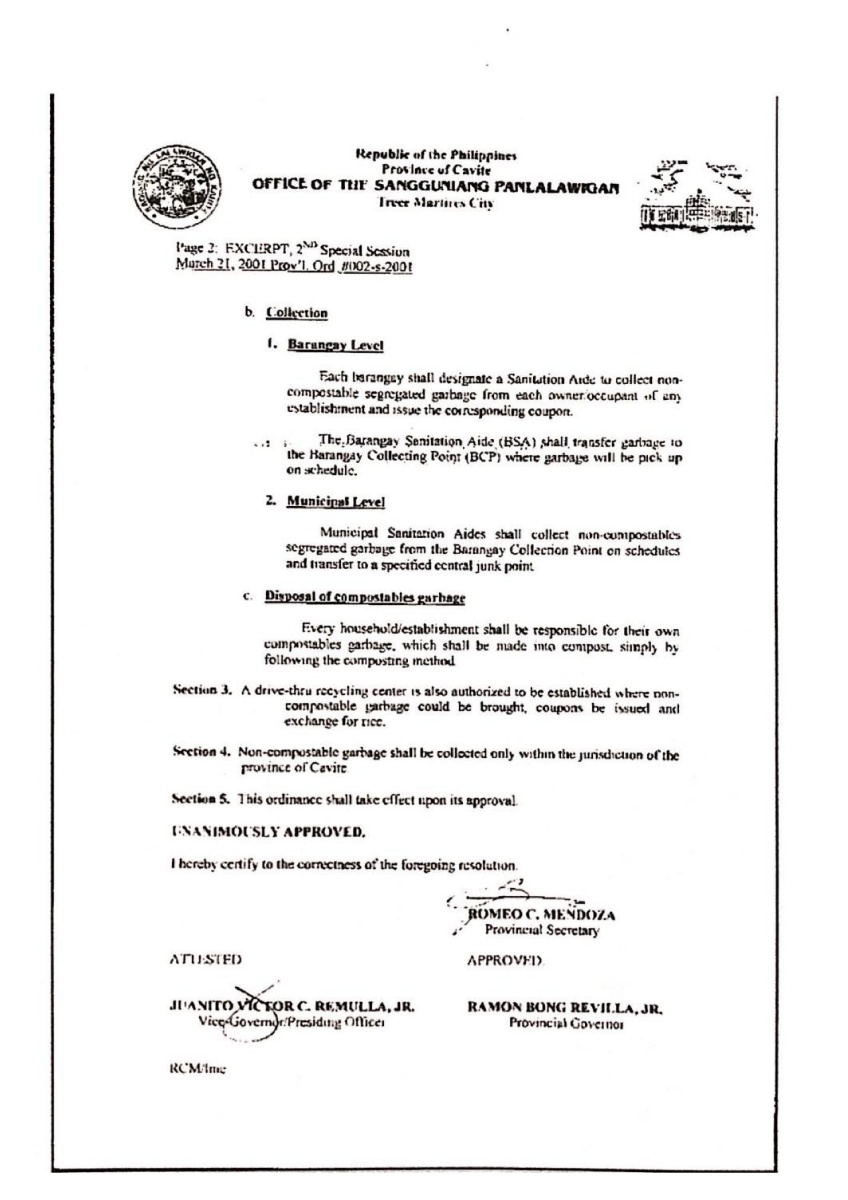 Republic of the Philippines
Province of Cavite
OFFICE OF THE SANGGUNIANG PANLALAWIGAN
Trece Martires City
Page 2: EXCERPT, 2ND Special Session
March 21, 2001 Prov'l. Ord #002-s-2001
b. Collection
1. Barangay Level
Each barangay shall designate a Sanitation Aide to collect non-
compostable segregated garbage from each owner/occupant of any
establishment and issue the corresponding coupon.
The Barangay Sanitation Aide (BSA) shall transfer garbage to
the Barangay Collecting Point (BCP) where garbage will be pick up
on schedule.
2. Municipal Level
Municipal Sanitation Aides shall collect non-compostables
segregated garbage from the Barangay Collection Point on schedules
and transfer to a specified central junk point
c. Disposal of compostables garbage
Every household/establishment shall be responsible for their own
compostables garbage, which shall be made into compost, simply by
following the composting method
Section 3. A drive-thru recycling center is also authorized to be established where non-
compostable garbage could be brought, coupons be issued and
exchange for rice.
Section 4. Non-compostable garbage shall be collected only within the jurisdiction of the
province of Cavite
Section 5. This ordinance shall take effect upon its approval.
UNANIMOUSLY APPROVED.
I hereby certify to the correctness of the foregoing resolution.
ROMEO C. MENDOZA
Provincial Secretary
ATTESTED
APPROVED
JUANITO VICTOR C. REMULLA, JR.
Vice-Governor/Presiding Officer
RAMON BONG REVILLA, JR.
Provincial Governor
RCM/lmc